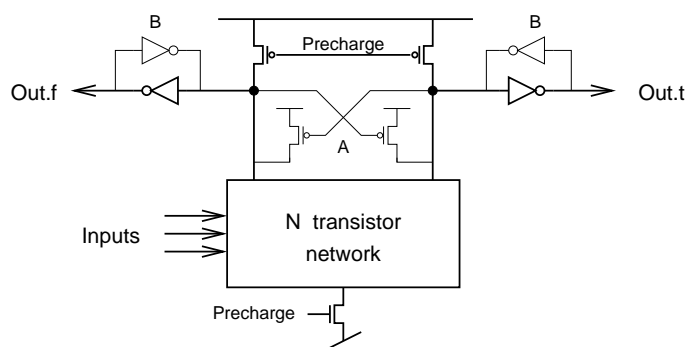 B
B
Precharge
Out.f
Out.t
A
Inputs
N transistor
network
Precharge